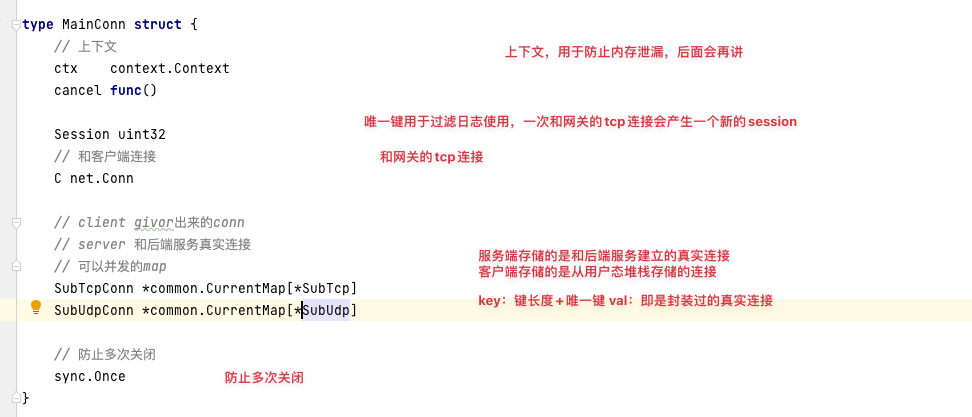 type MainConn struct {
// 上下文
上下文，用于防止内存泄漏，后面会再讲
ctx context.Context
cancel func()
唯一键用于过滤日志使用，一次和网关的tcp连接会产生一个新的session
Session uint32
// 和客户端连接
和网关的tcp连接
C net.Conn
// client givor出来的conn
// server 和后端服务真实连接
服务端存储的是和后端服务建立的真实连接
// 可以并发的map
客户端存储的是从用户态堆栈存储的连接
SubTcpConn *common.CurrentMap[*SubTcp]
key：键长度+唯一键 val：即是封装过的真实连接
SubUdpConn *common.CurrentMap[*SubUdp]
// 防止多次关闭
sync.Once
防止多次关闭
}